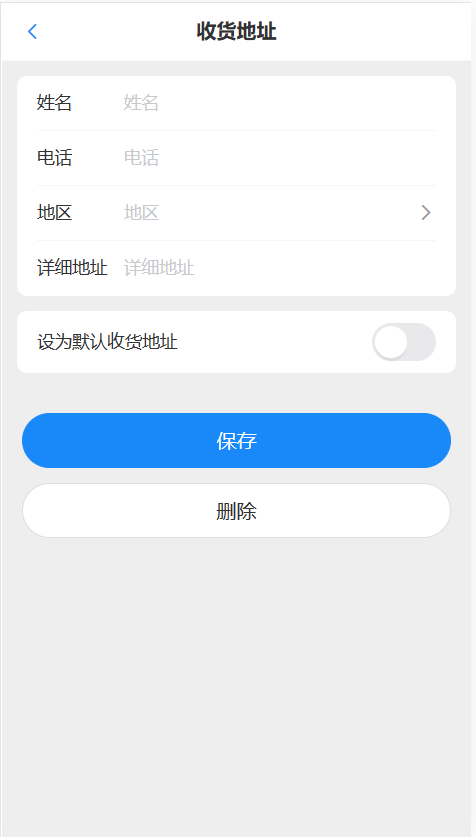 收货地址
姓名 姓名
电话 电话
地区 地区
详细地址 详细地址
设为默认收货地址
保存
删除